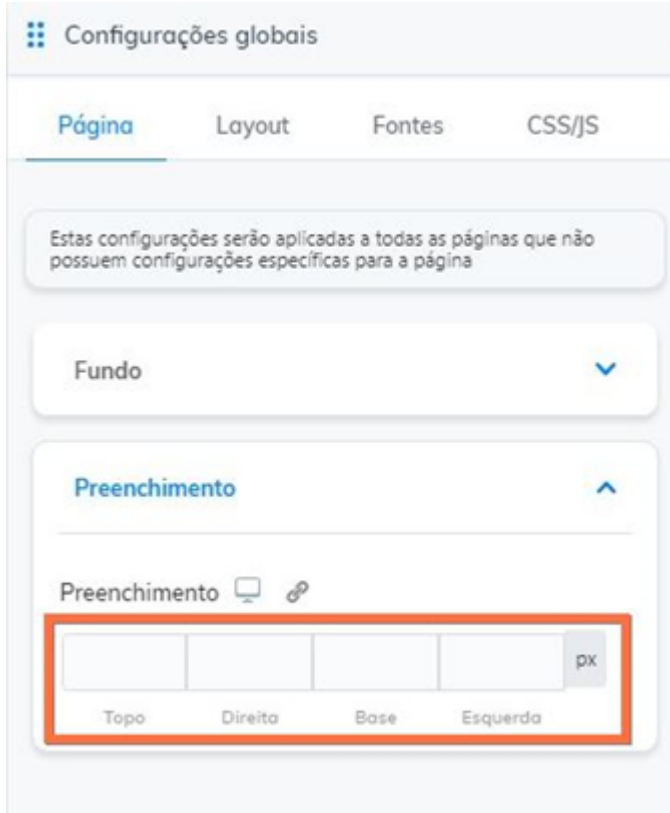 Configurações globais
Página Layout Fontes CSS/JS
Estas configurações serão aplicadas a todas as páginas que não
possuem configurações específicas para a página
Fundo
Preenchimento
Preenchimento
px
Topo Direita Base Esquerda